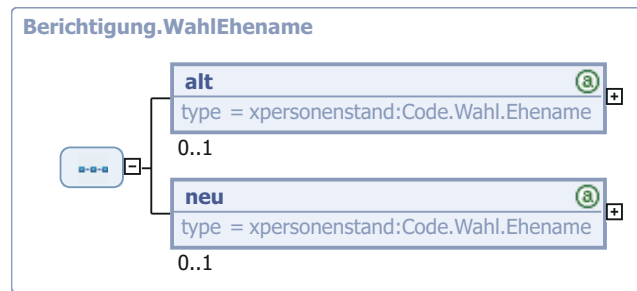 Berichtigung.WahlEhename
alt
type = xpersonenstand:Code.Wahl.Ehename
0..1
neu
type = xpersonenstand:Code.Wahl.Ehename
0..1